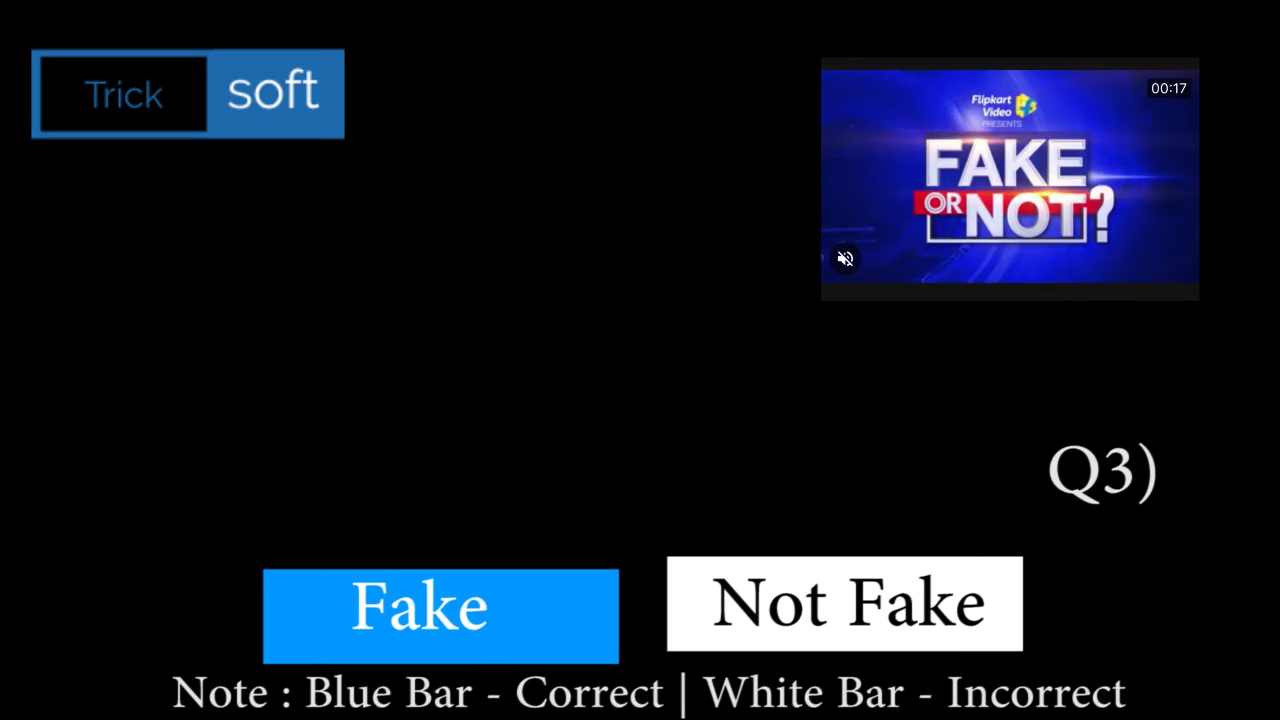 Trick soft
00:17
Flipkart
Video
PRESENTS
FAKE
OR NOT?
Q3)
Fake
Not Fake
Note : Blue Bar - Correct | White Bar - Incorrect